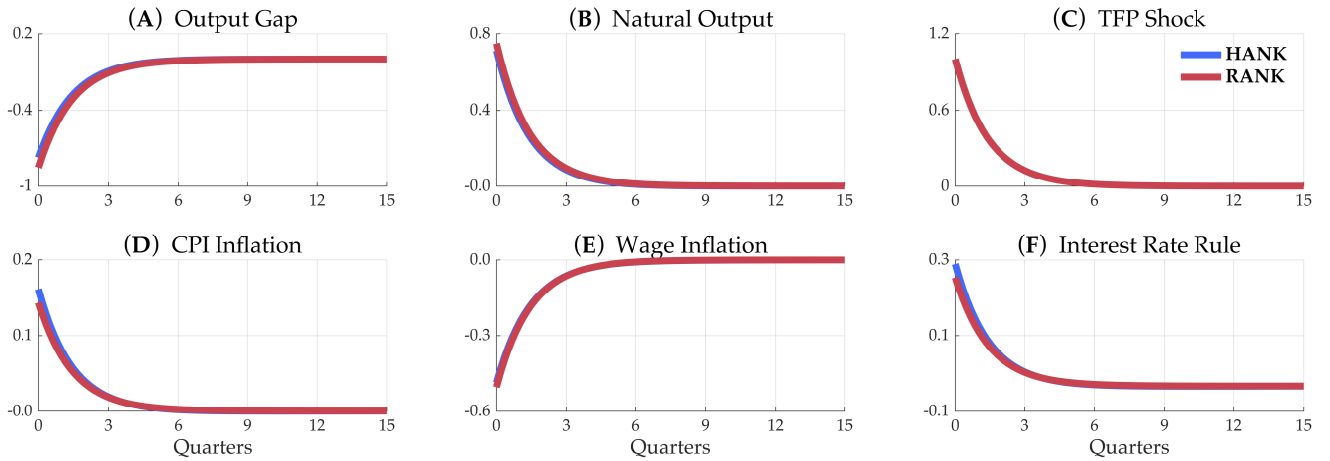 (A) Output Gap
0.2
-0.4
-1
0 3 6 9 12 15
(B) Natural Output
0.8
0.4
-0.0
0 3 6 9 12 15
(C) TFP Shock
1.2
0.6
0
0 3 6 9 12 15
HANK
RANK
(D) CPI Inflation
0.2
0.1
-0.0
0 3 6 9 12 15
Quarters
(E) Wage Inflation
0.0
-0.3
-0.6
0 3 6 9 12 15
Quarters
(F) Interest Rate Rule
0.3
0.1
-0.1
0 3 6 9 12 15
Quarters